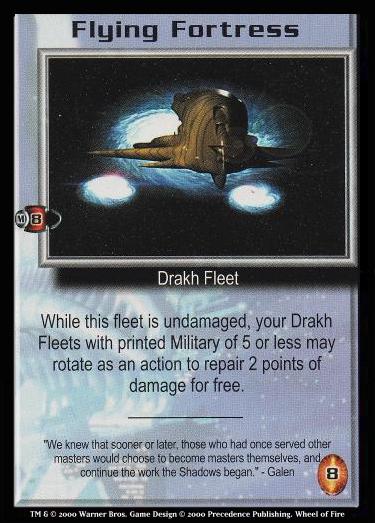 Flying Fortress
M 8
Drakh Fleet
While this fleet is undamaged, your Drakh
Fleets with printed Military of 5 or less may
rotate as an action to repair 2 points of
damage for free.
"We knew that sooner or later, those who had once served other
masters would choose to become masters themselves, and
continue the work the Shadows began." - Galen
8
TM & © 2000 Warner Bros. Game Design © 2000 Precedence Publishing. Wheel of Fire